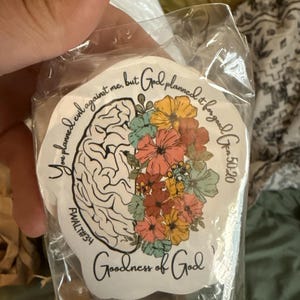 You planned evil against me, but God planned it for good. Gen 50:20
Goodness of God